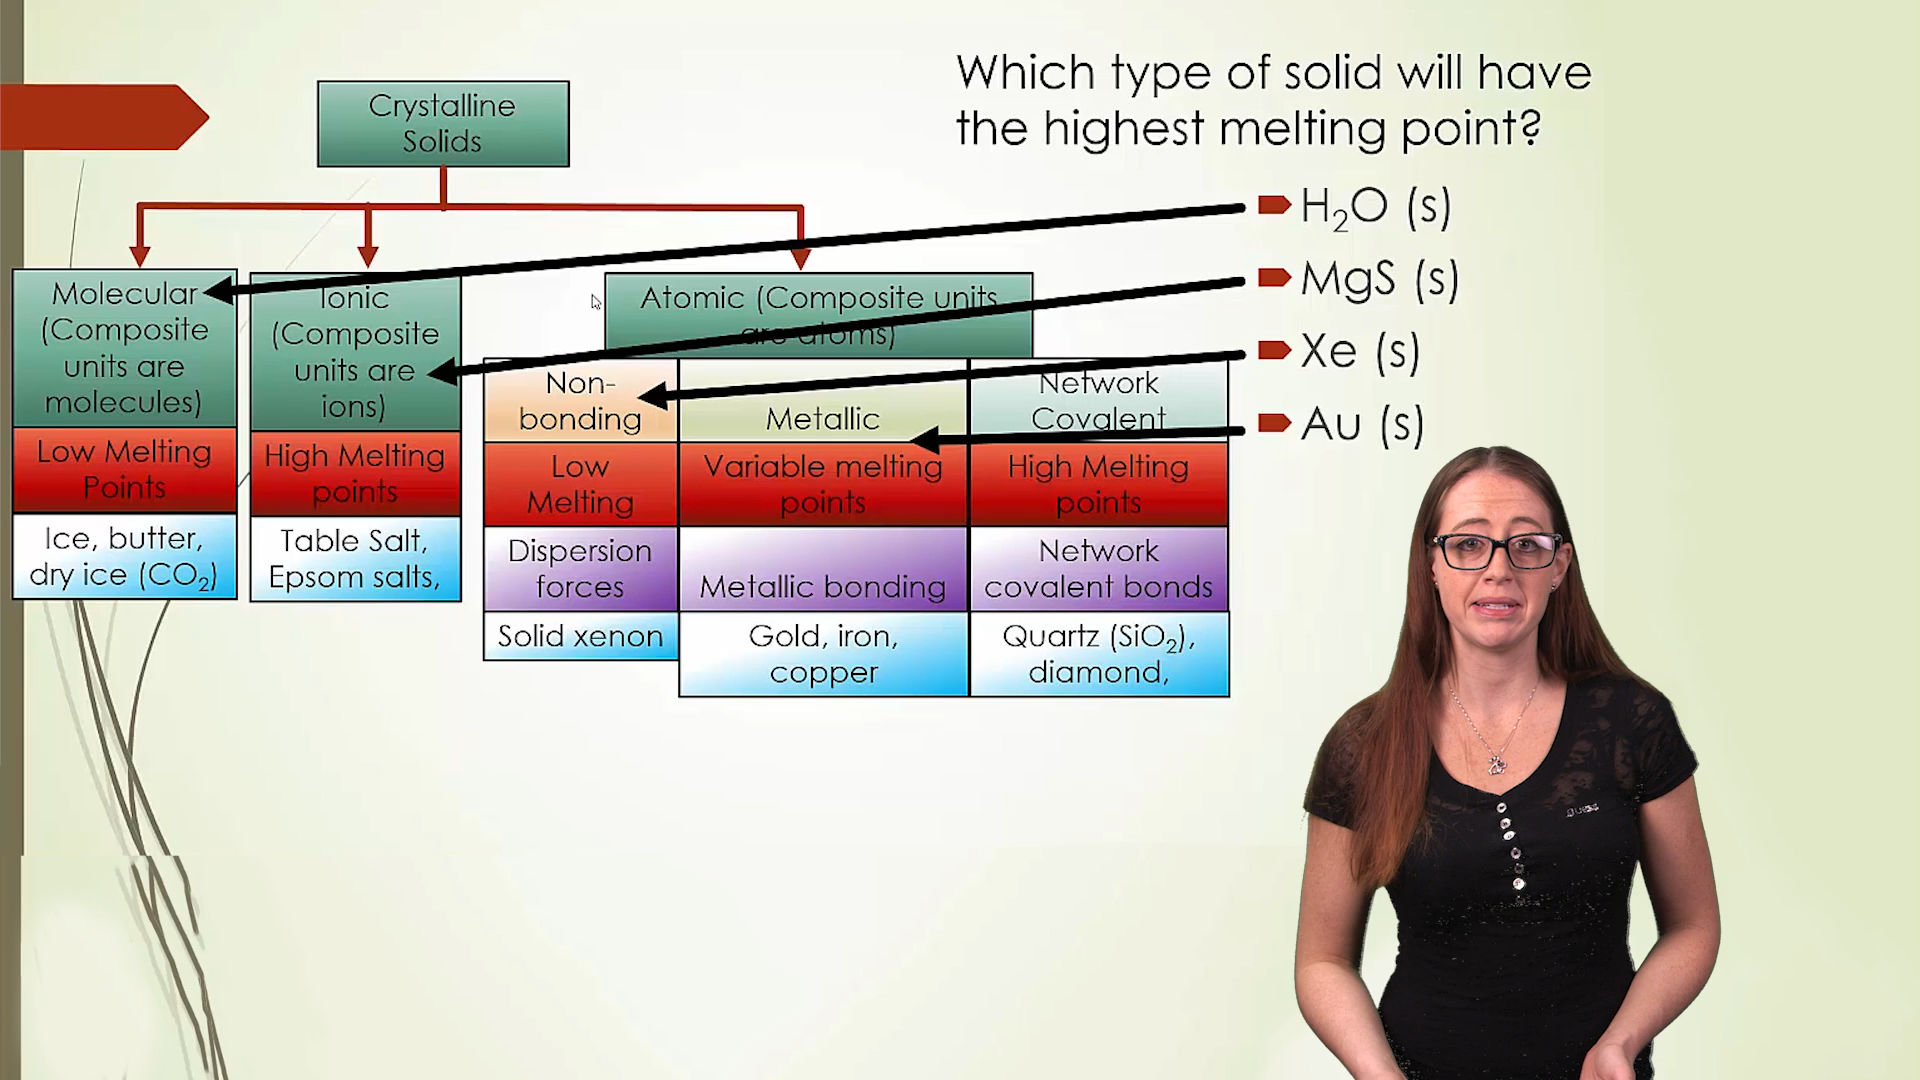 Which type of solid will have
the highest melting point?
H₂O (s)
MgS (s)
Xe (s)
Au (s)
Crystalline
Solids
Molecular
(Composite
units are
molecules)
Low Melting
Points
Ice, butter,
dry ice (CO₂)
Ionic
(Composite
units are
ions)
High Melting
points
Table Salt,
Epsom salts,
Atomic (Composite units
are atoms)
Non-
bonding
Low
Melting
Dispersion
forces
Solid xenon
Metallic
Variable melting
points
Metallic bonding
Gold, iron,
copper
Network
Covalent
High Melting
points
Network
covalent bonds
Quartz (SiO₂),
diamond,